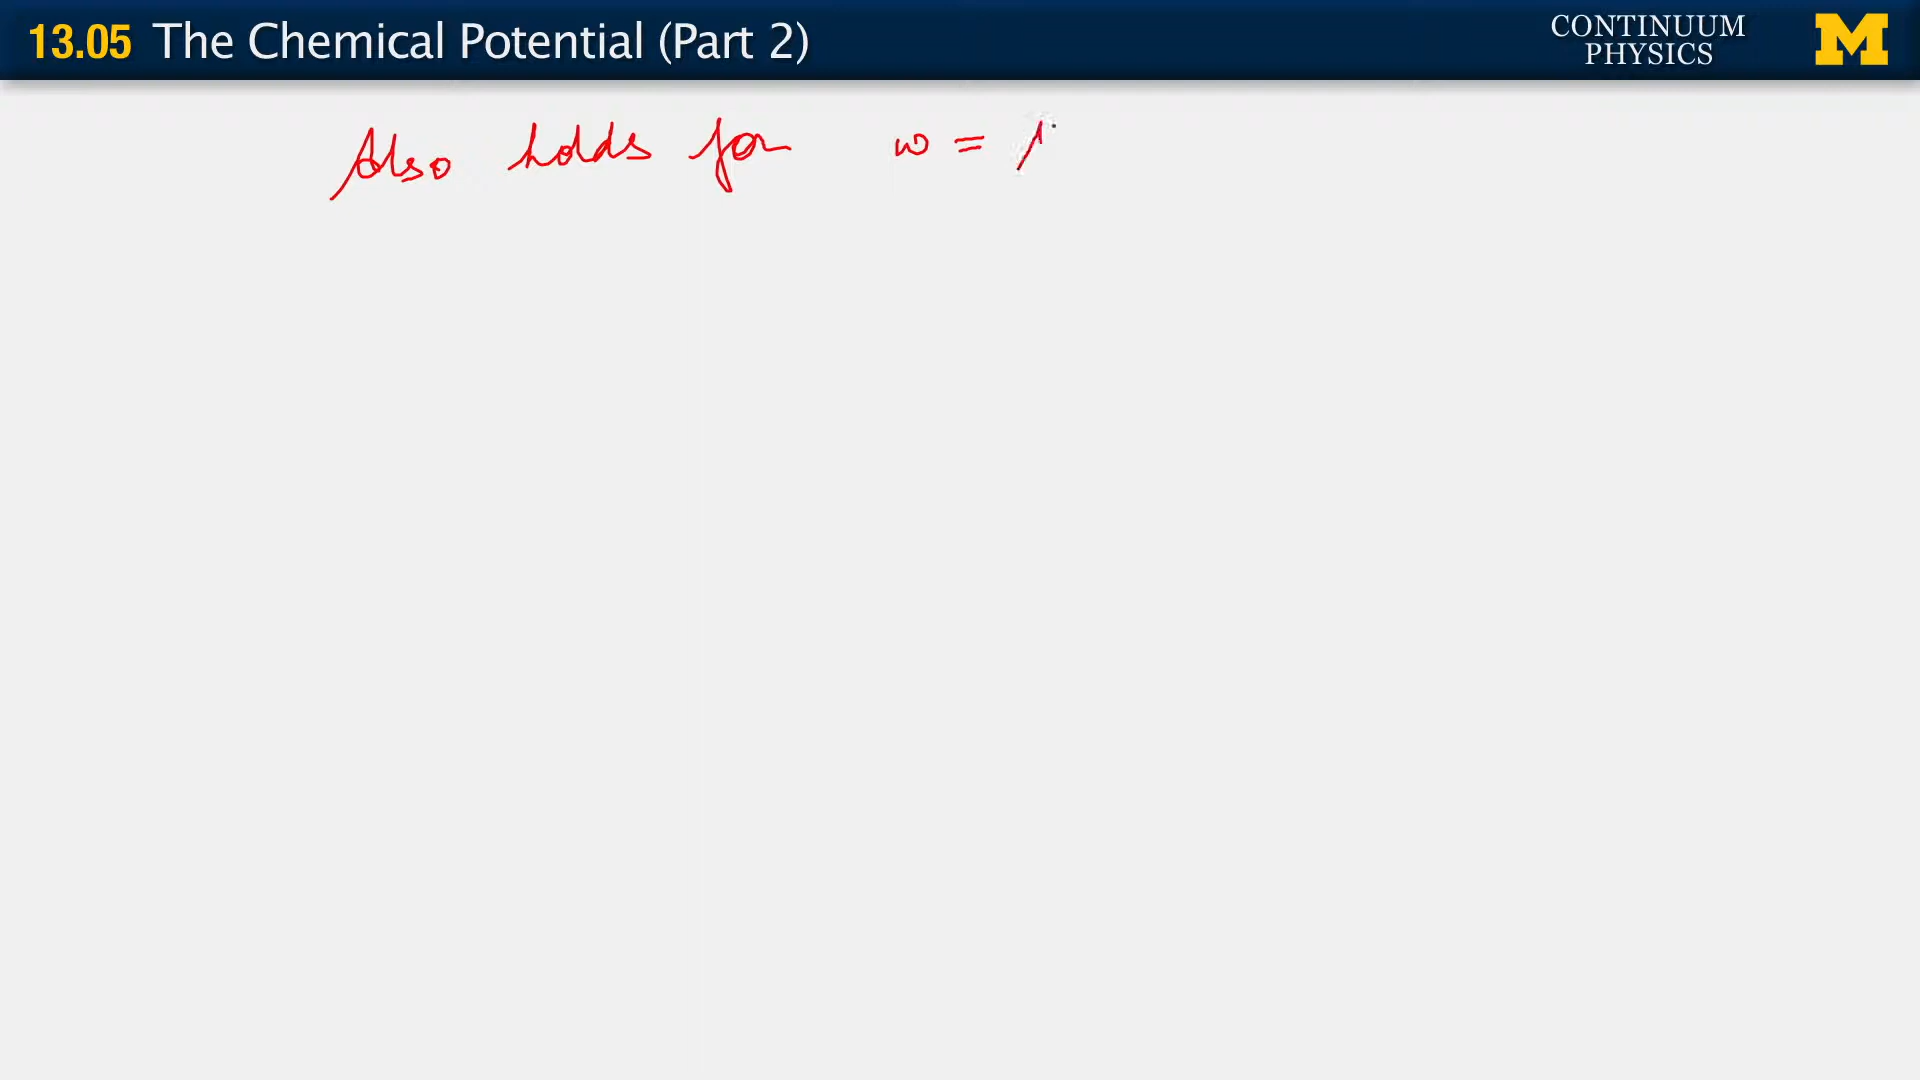 13.05 The Chemical Potential (Part 2)
CONTINUUM
PHYSICS
M
Also holds for w =